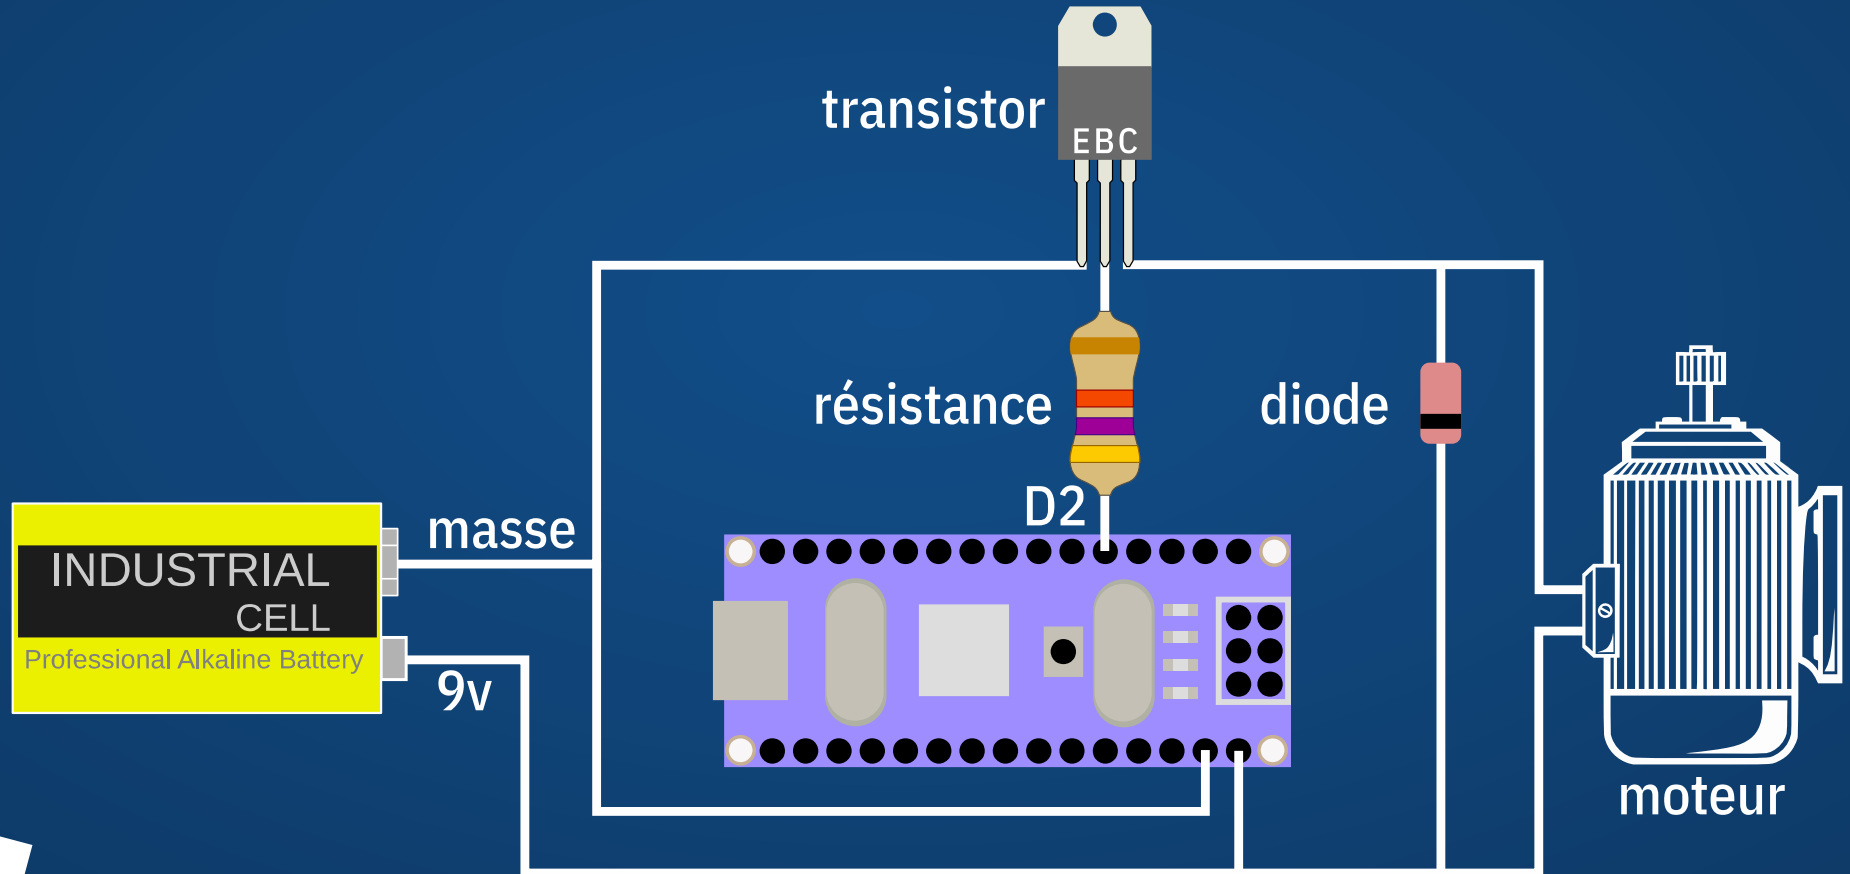 transistor
EBC
résistance
diode
D2
masse
INDUSTRIAL
CELL
Professional Alkaline Battery
9v
moteur